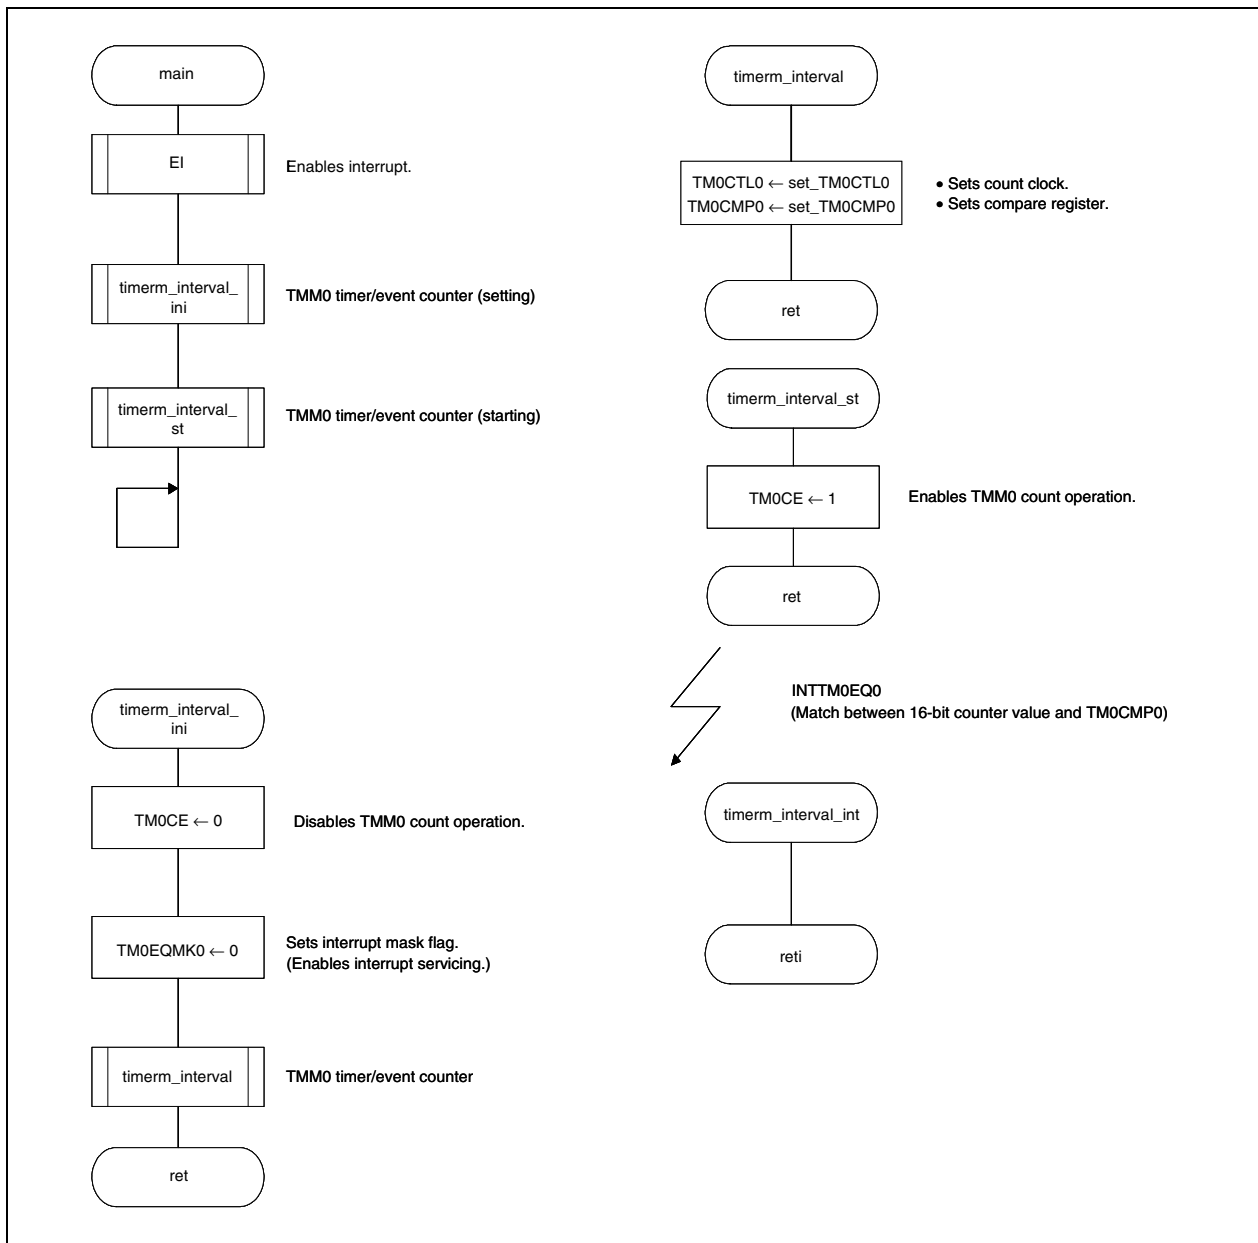 main
EI
Enables interrupt.
timerm_interval_
ini
TMM0 timer/event counter (setting)
timerm_interval_
st
TMM0 timer/event counter (starting)
timerm_interval_
ini
TM0CE ← 0
Disables TMM0 count operation.
TM0EQMK0 ← 0
Sets interrupt mask flag.
(Enables interrupt servicing.)
timerm_interval
TMM0 timer/event counter
ret
timerm_interval
TM0CTL0 ← set_TM0CTL0
TM0CMP0 ← set_TM0CMP0
• Sets count clock.
• Sets compare register.
ret
timerm_interval_st
TM0CE ← 1
Enables TMM0 count operation.
ret
INTTM0EQ0
(Match between 16-bit counter value and TM0CMP0)
timerm_interval_int
reti